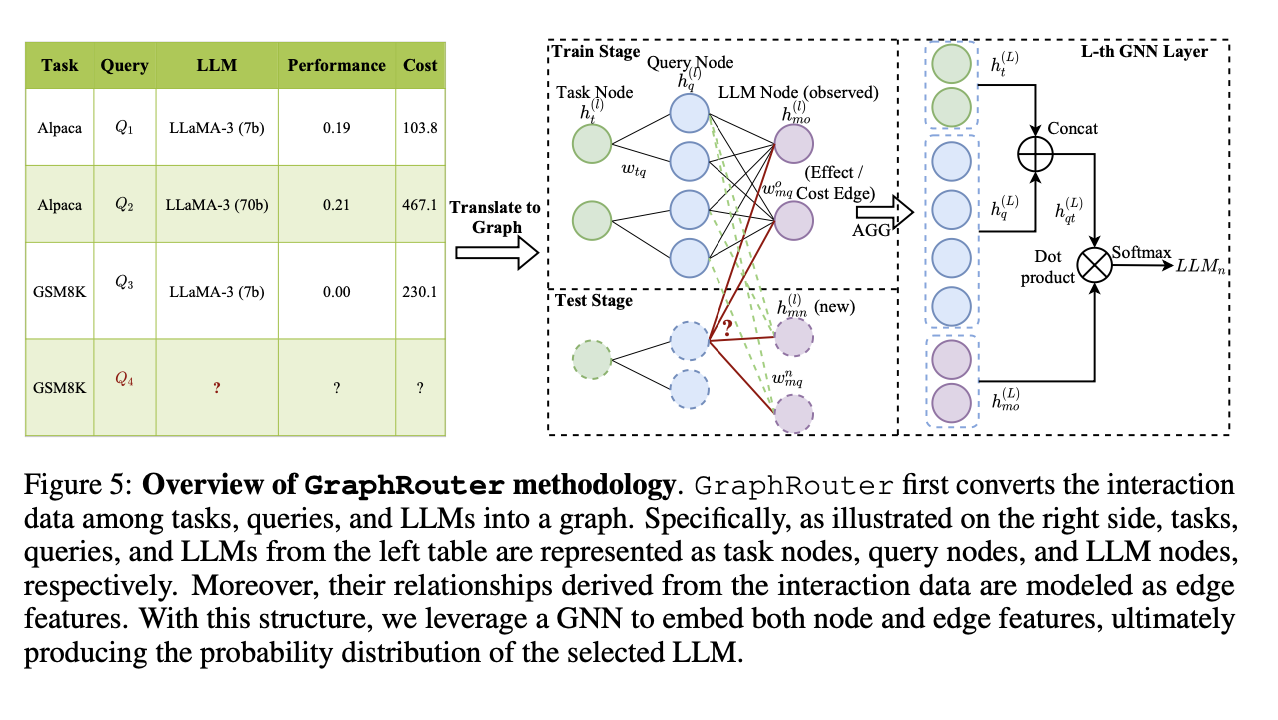 Task Query LLM Performance Cost
Alpaca Q1 LLaMA-3 (7b) 0.19 103.8
Alpaca Q2 LLaMA-3 (70b) 0.21 467.1
GSM8K Q3 LLaMA-3 (7b) 0.00 230.1
GSM8K Q4 ? ? ?
Translate to
Graph
Train Stage
Query Node
h_q^{(l)}
Task Node
h_t^{(l)}
LLM Node (observed)
h_{mo}^{(l)}
w_{tq}
w_{mq}^o
(Effect /
Cost Edge)
AGG
Test Stage
?
h_{mn}^{(l)} (new)
w_{mq}^n
L-th GNN Layer
h_t^{(L)}
Concat
h_q^{(L)}
h_{qt}^{(L)}
Dot
product
Softmax
LLM_n
h_{mo}^{(L)}
Figure 5: Overview of GraphRouter methodology. GraphRouter first converts the interaction
data among tasks, queries, and LLMs into a graph. Specifically, as illustrated on the right side, tasks,
queries, and LLMs from the left table are represented as task nodes, query nodes, and LLM nodes,
respectively. Moreover, their relationships derived from the interaction data are modeled as edge
features. With this structure, we leverage a GNN to embed both node and edge features, ultimately
producing the probability distribution of the selected LLM.